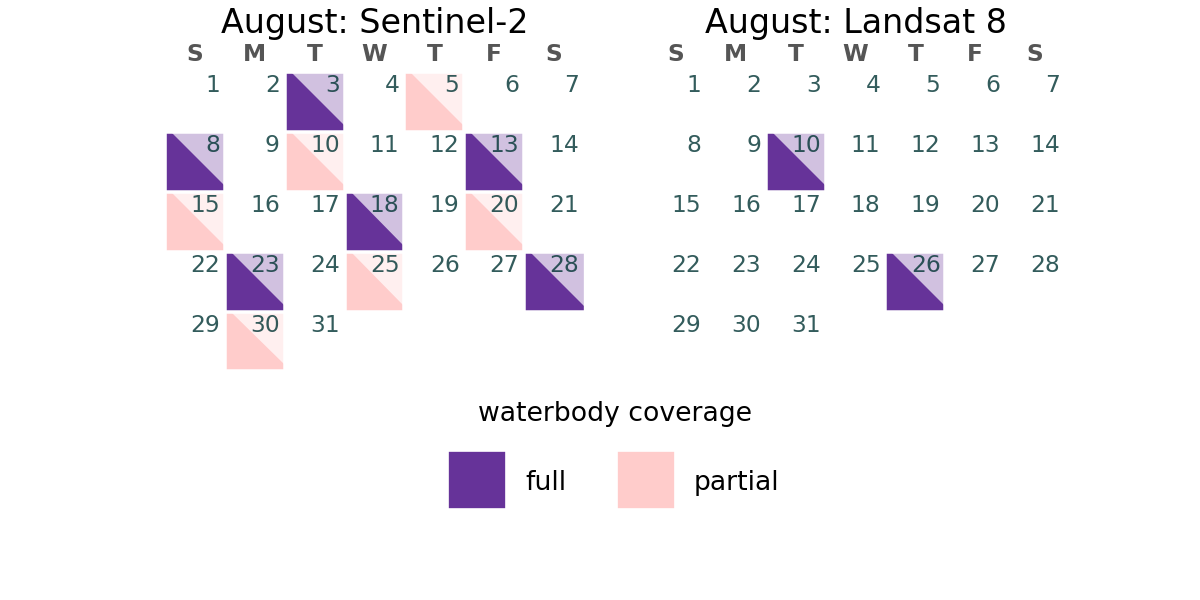 August: Sentinel-2
S M T W T F S
1 2 3 4 5 6 7
8 9 10 11 12 13 14
15 16 17 18 19 20 21
22 23 24 25 26 27 28
29 30 31
August: Landsat 8
S M T W T F S
1 2 3 4 5 6 7
8 9 10 11 12 13 14
15 16 17 18 19 20 21
22 23 24 25 26 27 28
29 30 31
waterbody coverage
full
partial